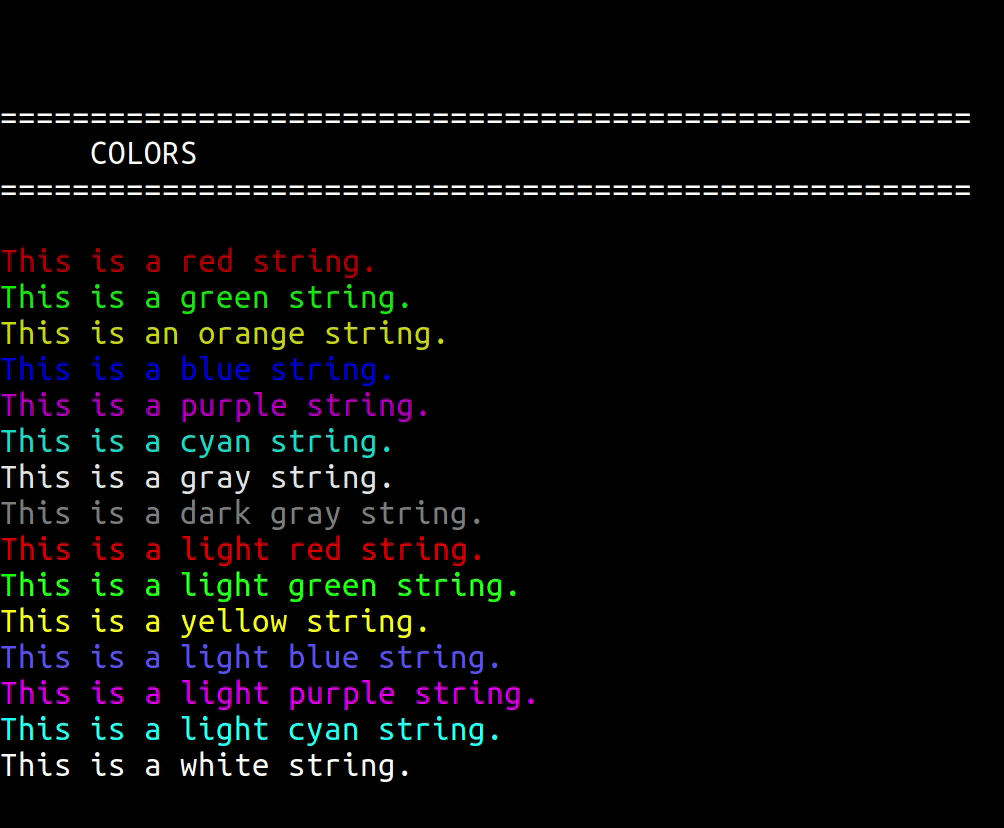 ======================================================
COLORS
======================================================
This is a red string.
This is a green string.
This is an orange string.
This is a blue string.
This is a purple string.
This is a cyan string.
This is a gray string.
This is a dark gray string.
This is a light red string.
This is a light green string.
This is a yellow string.
This is a light blue string.
This is a light purple string.
This is a light cyan string.
This is a white string.